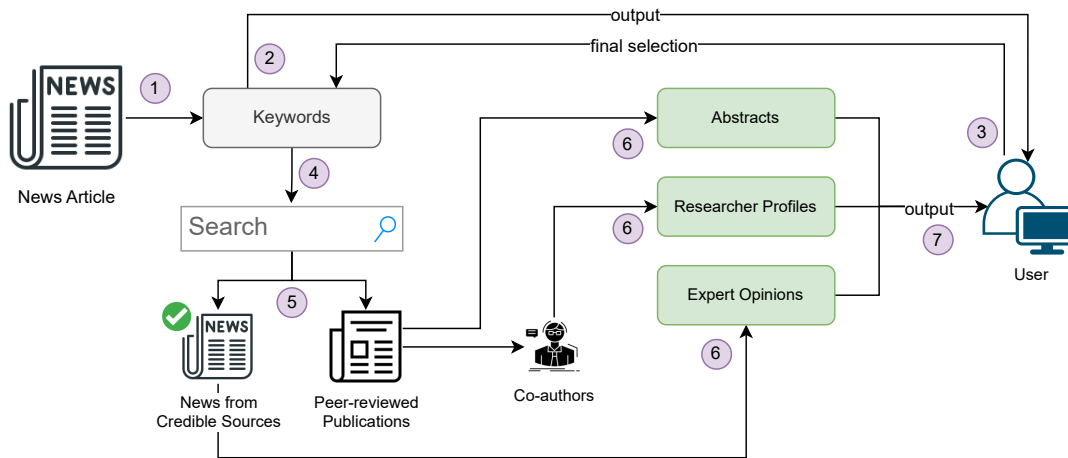 output
final selection
2
1
NEWS
Keywords
Abstracts
3
6
4
News Article
Search
Researcher Profiles
6
output
7
User
5
Expert Opinions
NEWS
6
Co-authors
News from
Credible Sources
Peer-reviewed
Publications